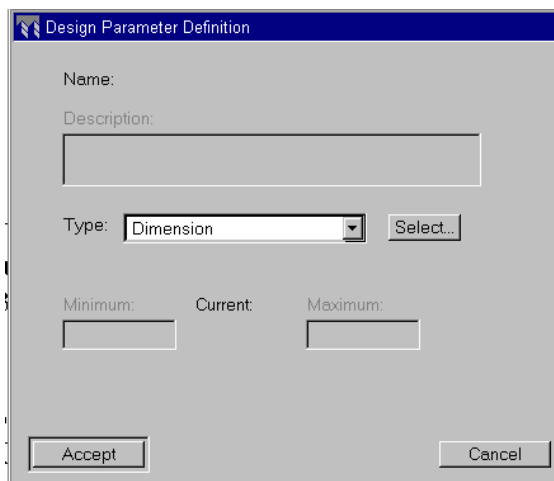 Design Parameter Definition
Name:
Description:
Type: Dimension Select...
Minimum: Current: Maximum:
Accept Cancel